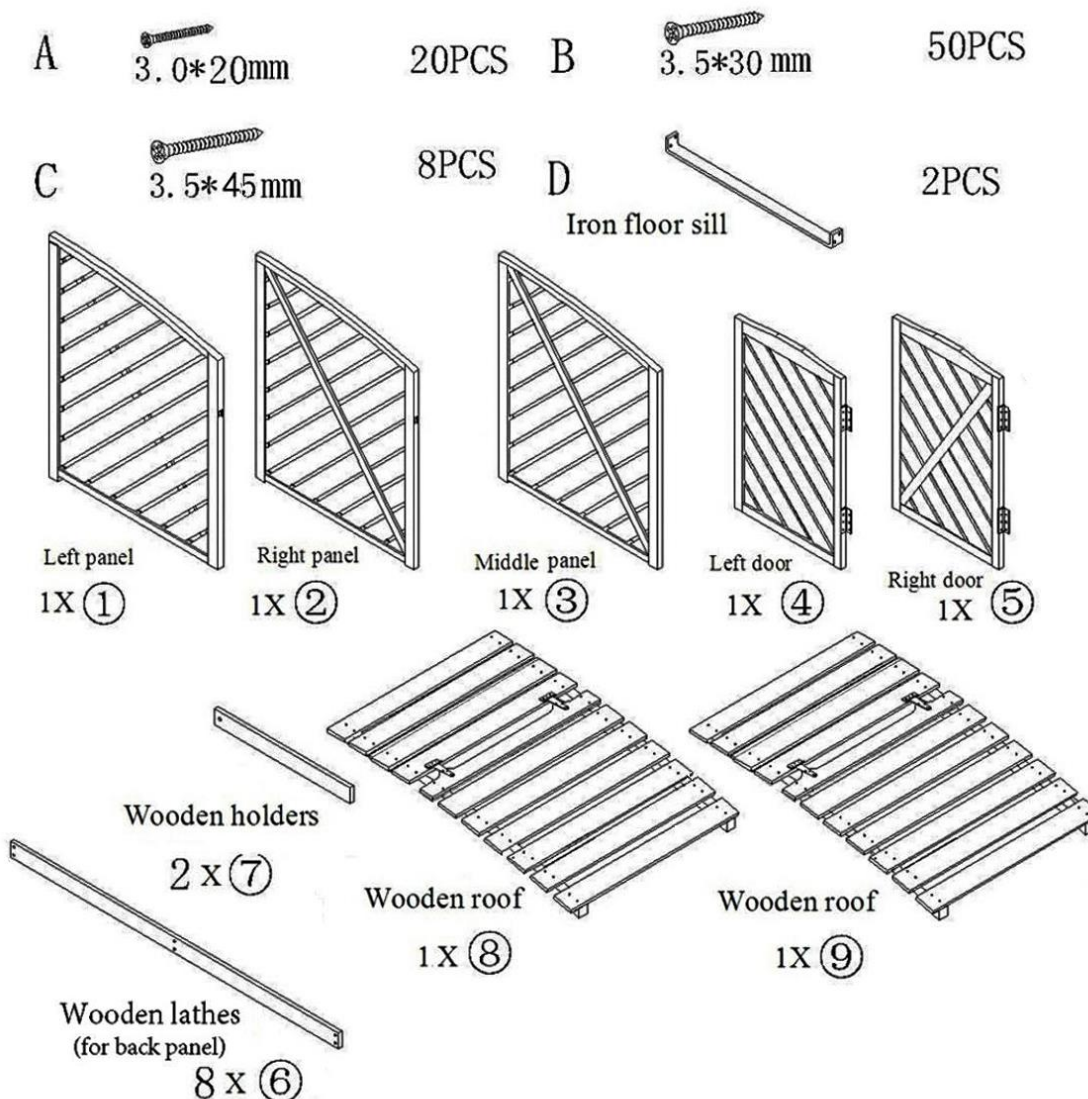 A 3.0*20mm 20PCS
B 3.5*30 mm 50PCS
C 3.5*45mm 8PCS
D Iron floor sill 2PCS
Left panel
1X ①
Right panel
1X ②
Middle panel
1X ③
Left door
1X ④
Right door
1X ⑤
Wooden holders
2 X ⑦
Wooden roof
1X ⑧
Wooden roof
1X ⑨
Wooden lathes
(for back panel)
8 X ⑥